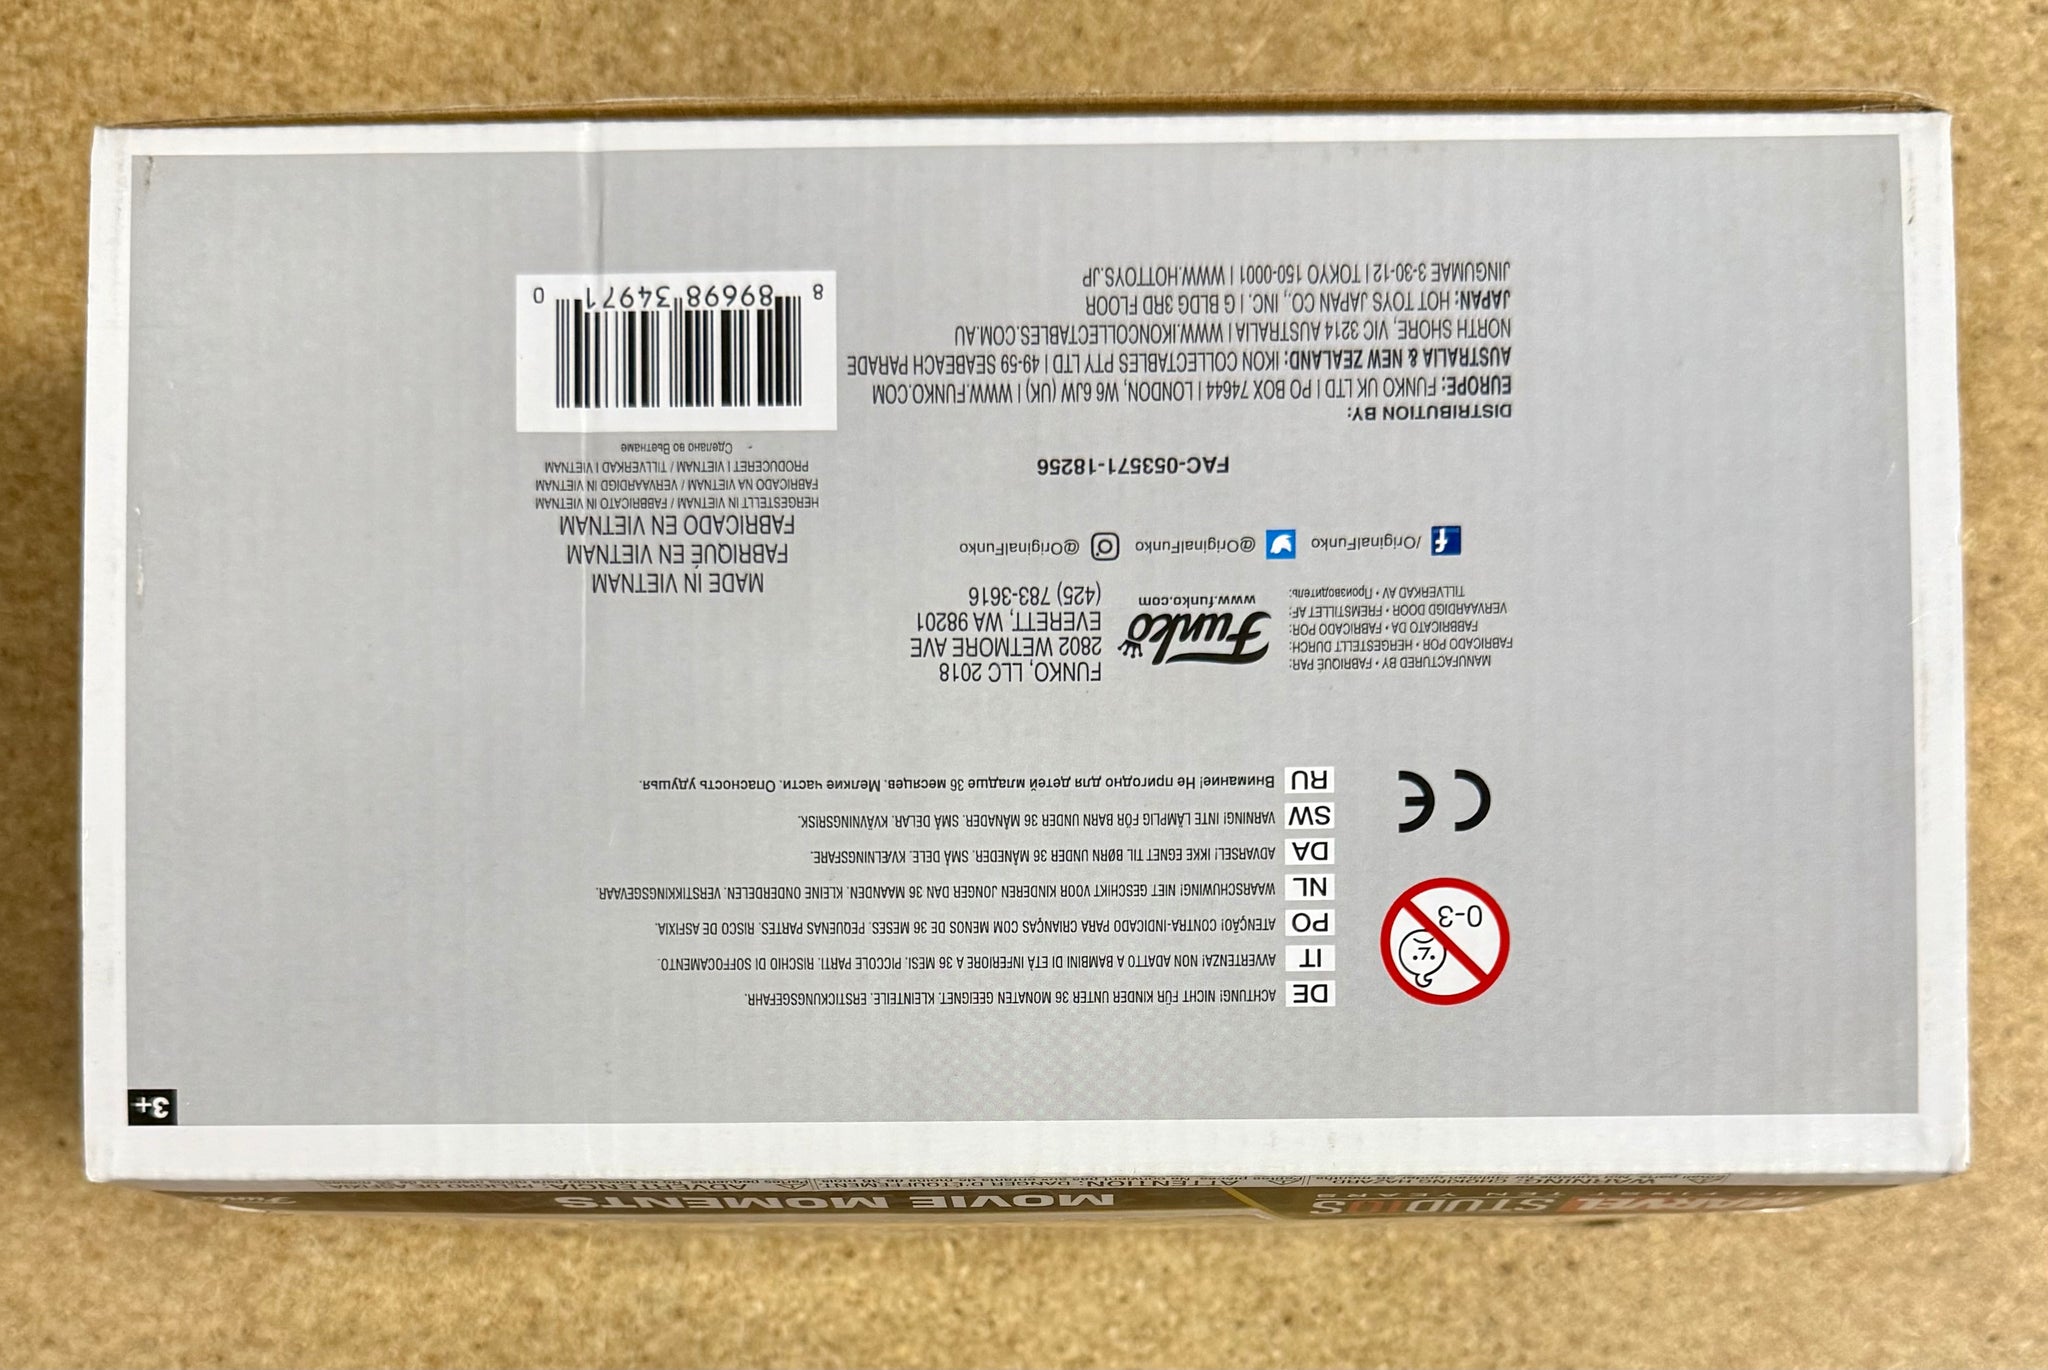 MARVEL STUDIOS
MOVIE MOMENTS
Funko
3+
DE ACHTUNG! NICHT FÜR KINDER UNTER 36 MONATEN GEEIGNET. KLEINTEILE. ERSTICKUNGSGEFAHR.
IT AVVERTENZA! NON ADATTO A BAMBINI DI ETÀ INFERIORE A 36 MESI. PICCOLE PARTI. RISCHIO DI SOFFOCAMENTO.
PO ATENÇÃO! CONTRA-INDICADO PARA CRIANÇAS COM MENOS DE 36 MESES. PEQUENAS PARTES. RISCO DE ASFIXIA.
NL WAARSCHUWING! NIET GESCHIKT VOOR KINDEREN JONGER DAN 36 MAANDEN. KLEINE ONDERDELEN. VERSTIKKINGSGEVAAR.
DA ADVARSEL! IKKE EGNET TIL BØRN UNDER 36 MÅNEDER. SMÅ DELE. KVÆLNINGSFARE.
SW VARNING! INTE LÄMPLIG FÖR BARN UNDER 36 MÅNADER. SMÅ DELAR. KVÄVNINGSRISK.
RU Внимание! Не пригодно для детей младше 36 месяцев. Мелкие части. Опасность удушья.
0-3
CE
MANUFACTURED BY • FABRIQUÉ PAR:
FABRICADO POR • HERGESTELLT DURCH:
FABBRICATO DA • FABRICADO POR:
VERVAARDIGD DOOR • FREMSTILLET AF:
TILLVERKAD AV • Производитель:
Funko
www.funko.com
FUNKO, LLC 2018
2802 WETMORE AVE
EVERETT, WA 98201
(425) 783-3616
/OriginalFunko @OriginalFunko @OriginalFunko
FAC-053571-18256
DISTRIBUTION BY:
EUROPE: FUNKO UK LTD | PO BOX 74644 | LONDON, W6 6JW (UK) | WWW.FUNKO.COM
AUSTRALIA & NEW ZEALAND: IKON COLLECTABLES PTY LTD | 49-59 SEABEACH PARADE
NORTH SHORE, VIC 3214 AUSTRALIA | WWW.IKONCOLLECTABLES.COM.AU
JAPAN: HOT TOYS JAPAN CO., INC. | G BLDG 3RD FLOOR
JINGUMAE 3-30-12 | TOKYO 150-0001 | WWW.HOTTOYS.JP
MADE IN VIETNAM
FABRIQUÉ EN VIETNAM
FABRICADO EN VIETNAM
HERGESTELLT IN VIETNAM / FABBRICATO IN VIETNAM
FABRICADO NA VIETNAM / VERVAARDIGD IN VIETNAM
PRODUCERET I VIETNAM / TILLVERKAD I VIETNAM
Сделано во Вьетнаме
8 89698 34971 0